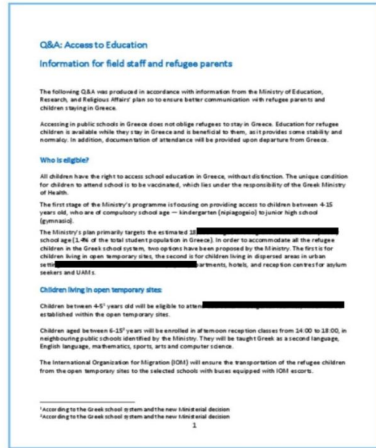 Q&A: Access to Education
Information for field staff and refugee parents
The following Q&A was produced in accordance with information from the Ministry of Education,
Research, and Religious Affairs' plan so to ensure better communication with refugee parents and
children staying in Greece.
Accessing in public schools in Greece does not oblige refugees to stay in Greece. Education for refugee
children is available while they stay in Greece and is beneficial to them, as it provides some stability and
normalcy. In addition, documentation of attendance will be provided upon departure from Greece.
Who is eligible?
All children have the right to access school education in Greece, without distinction. The unique condition
for children to attend school is to be vaccinated, which lies under the responsibility of the Greek Ministry
of Health.
The first stage of the Ministry's programme is focusing on providing access to children between 4-15
years old, who are of compulsory school age — kindergarten (nipiagogio) to junior high school
(gymnasio).
The Ministry's plan primarily targets the estimated 18
school age (1.4% of the total student population in Greece). In order to accommodate all the refugee
children in the Greek school system, two options have been proposed by the Ministry. The first is for
children living in open temporary sites, the second is for children living in dispersed areas in urban
settl artments, hotels, and reception centres for asylum
seekers and UAMs.
Children living in open temporary sites:
Children between 4-5¹ years old will be eligible to atten
established within the open temporary sites.
Children aged between 6-15² years will be enrolled in afternoon reception classes from 14:00 to 18:00, in
neighbouring public schools identified by the Ministry. They will be taught Greek as a second language,
English language, mathematics, sports, arts and computer science.
The International Organization for Migration (IOM) will ensure the transportation of the refugee children
from the open temporary sites to the selected schools with buses equipped with IOM escorts.
¹According to the Greek school system and the new Ministerial decision
²According to the Greek school system and the new Ministerial decision
1